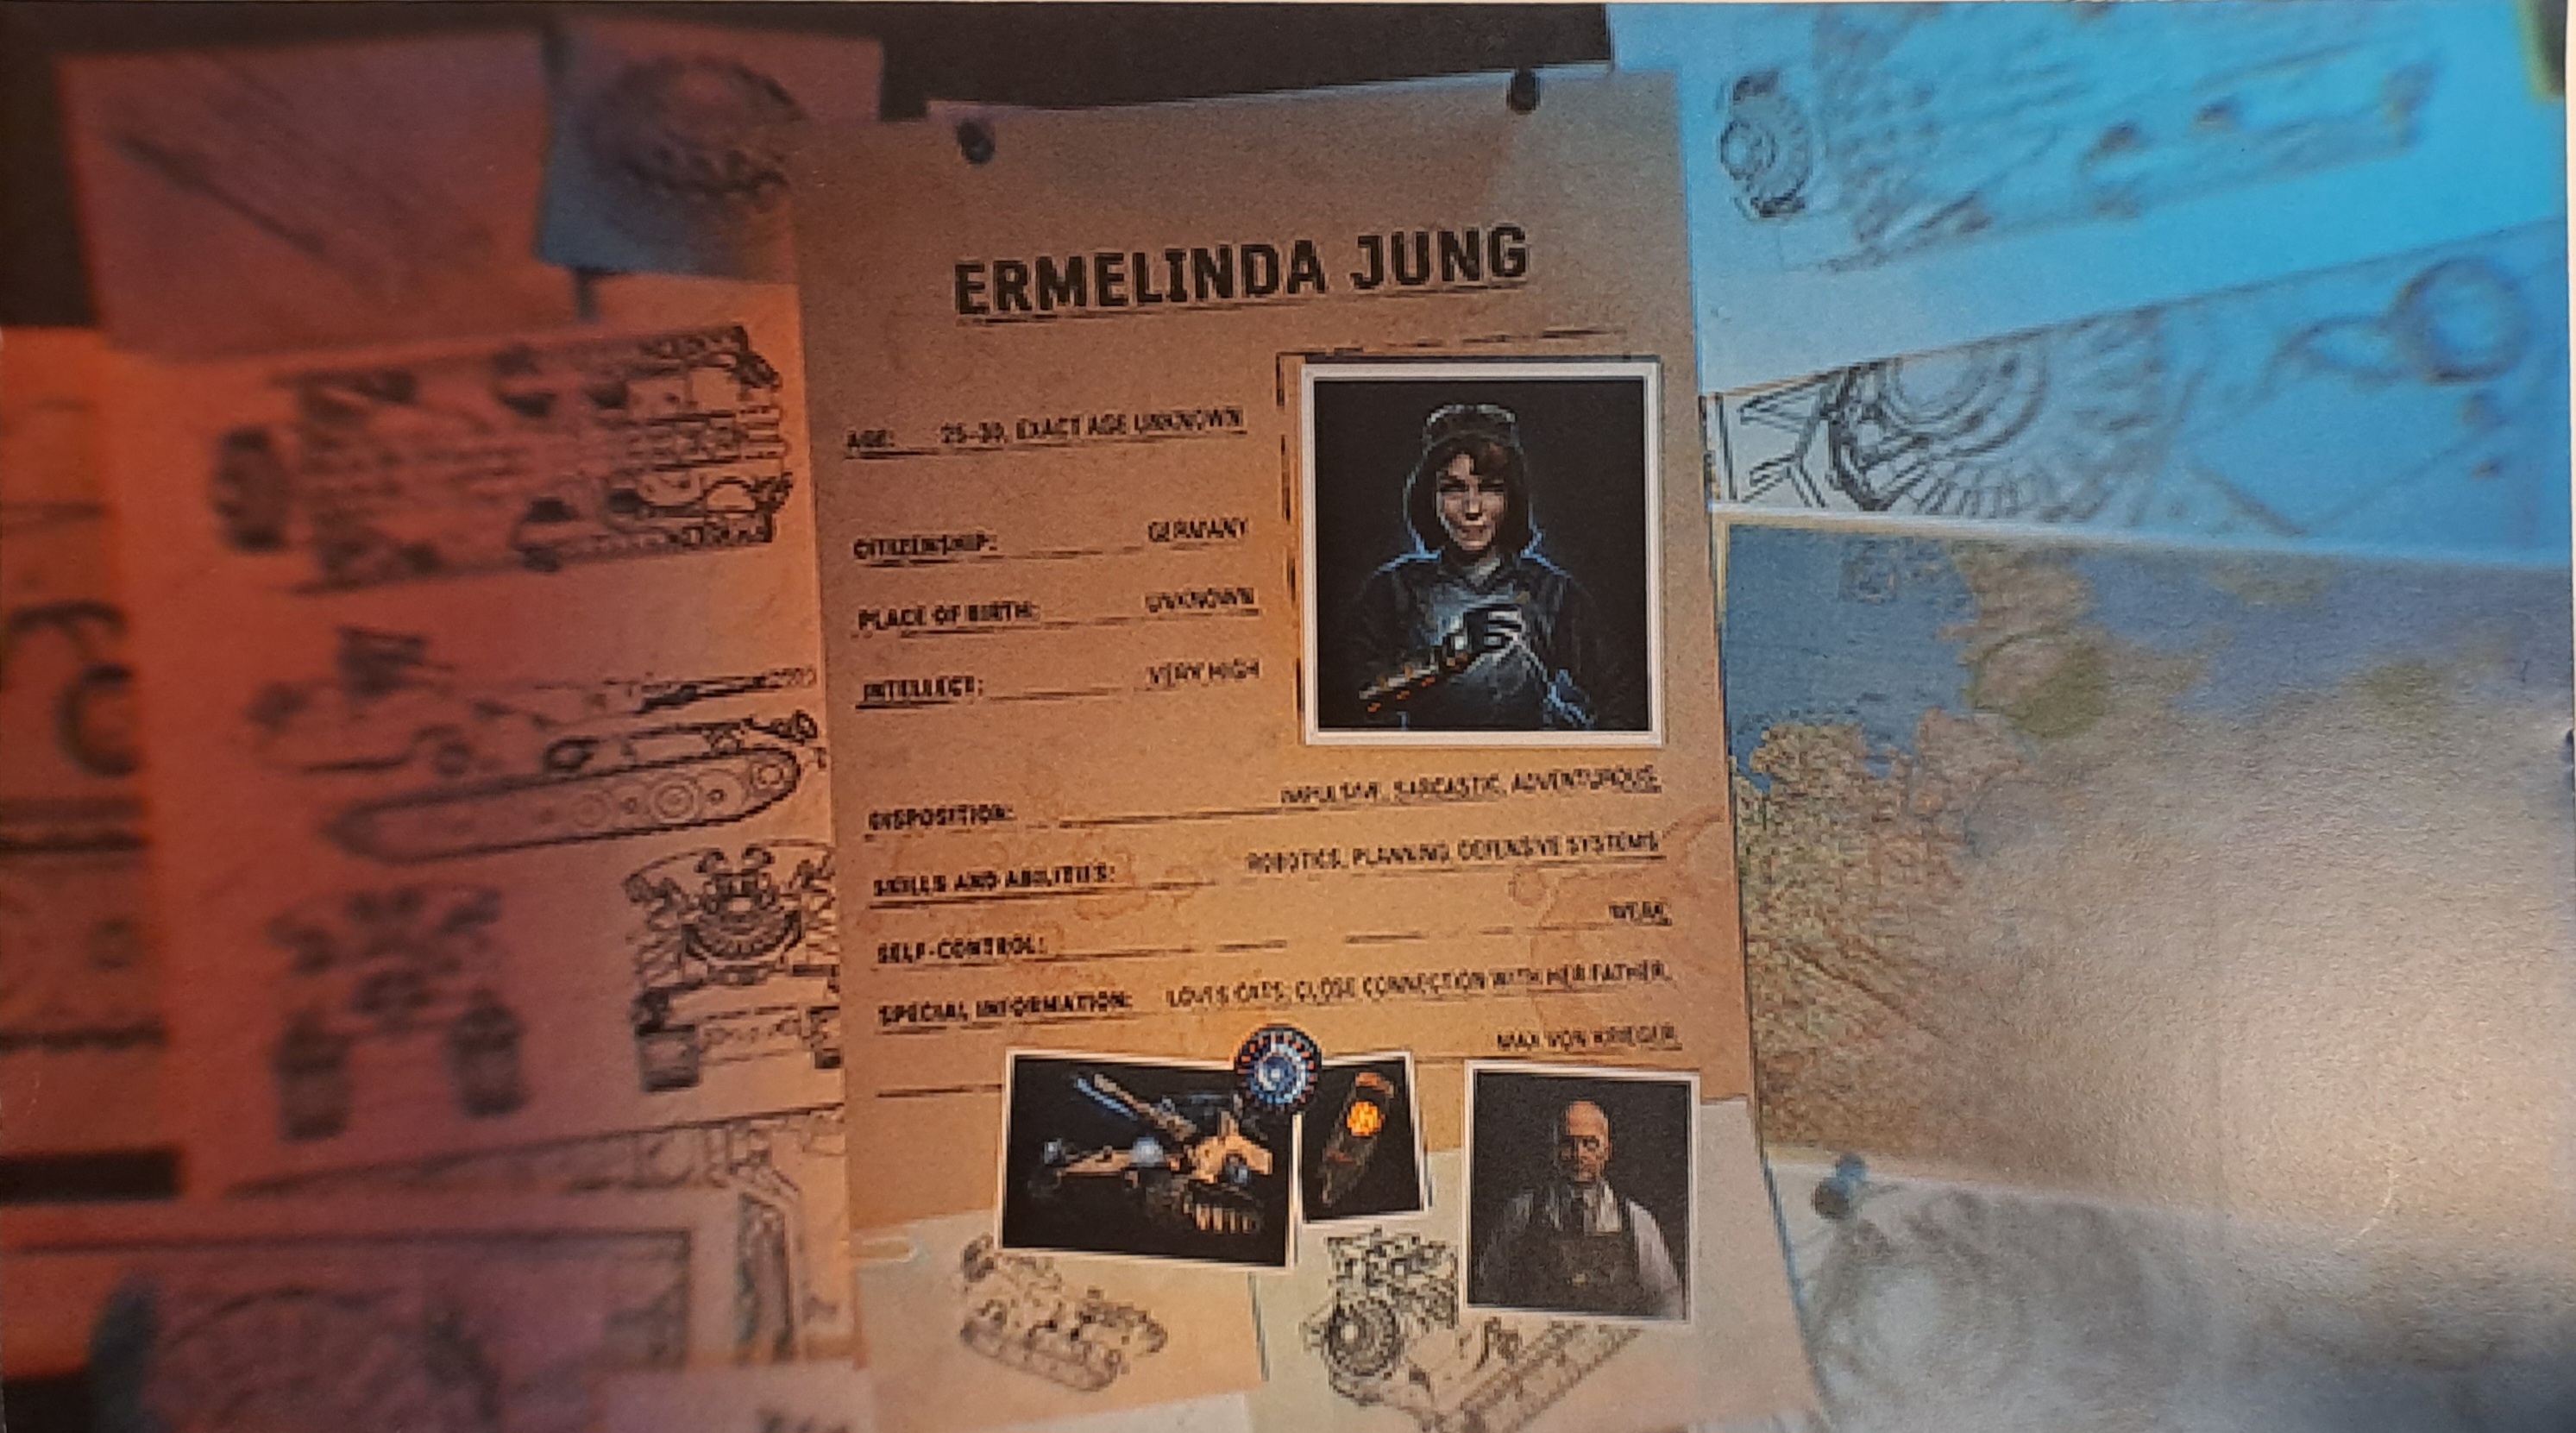 ERMELINDA JUNG
AGE: 25-30, EXACT AGE UNKNOWN
CITIZENSHIP: GERMANY
PLACE OF BIRTH: UNKNOWN
INTELLECT: VERY HIGH
DISPOSITION: IMPULSIVE, SARCASTIC, ADVENTUROUS
SKILLS AND ABILITIES: ROBOTICS, PLANNING, DEFENSIVE SYSTEMS
SELF-CONTROL: WEAK
SPECIAL INFORMATION: LOVES CATS; CLOSE CONNECTION WITH HER FATHER,
MAX VON KRIEGER